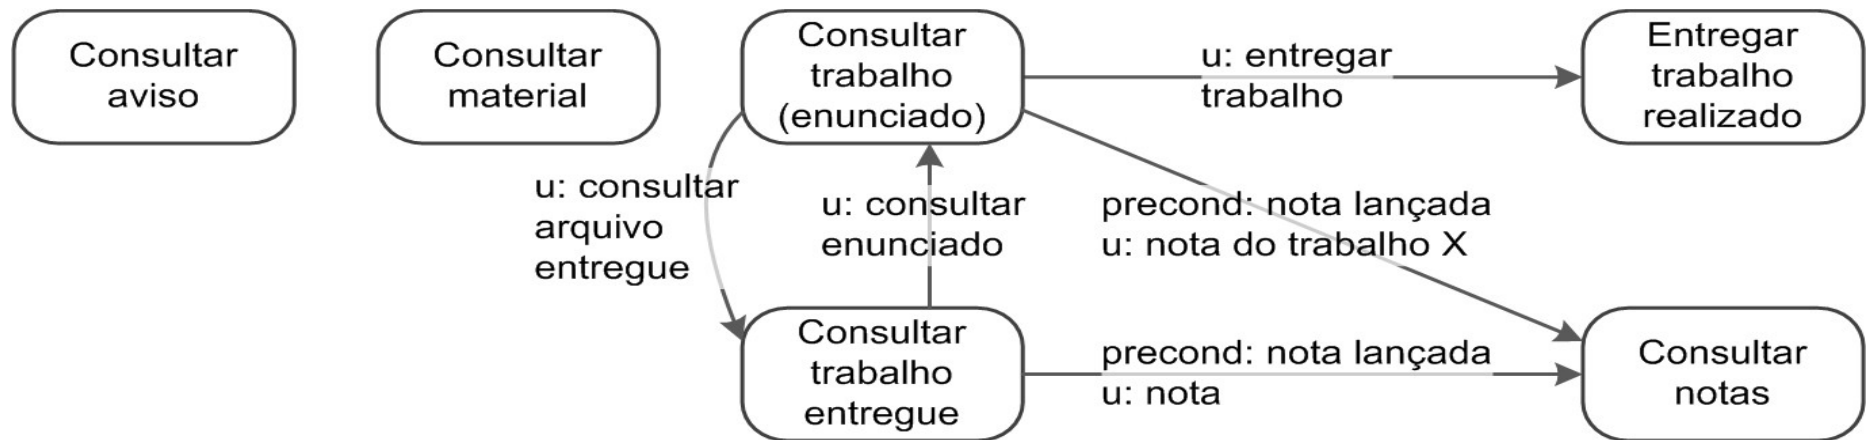 Consultar
aviso
Consultar
material
Consultar
trabalho
(enunciado)
u: entregar
trabalho
Entregar
trabalho
realizado
u: consultar
arquivo
entregue
u: consultar
enunciado
precond: nota lançada
u: nota do trabalho X
Consultar
trabalho
entregue
precond: nota lançada
u: nota
Consultar
notas